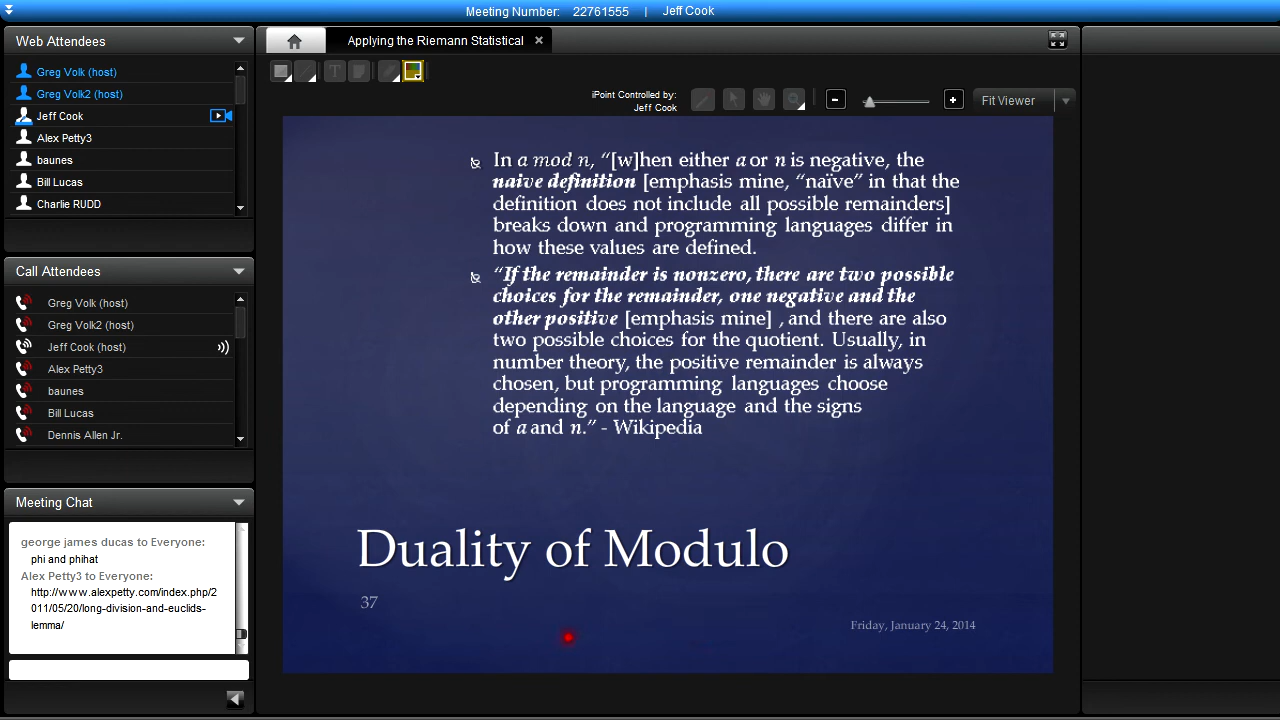 Meeting Number: 22761555 | Jeff Cook
Web Attendees
Greg Volk (host)
Greg Volk2 (host)
Jeff Cook
Alex Petty3
baunes
Bill Lucas
Charlie RUDD
Call Attendees
Greg Volk (host)
Greg Volk2 (host)
Jeff Cook (host)
Alex Petty3
baunes
Bill Lucas
Dennis Allen Jr.
Meeting Chat
george james ducas to Everyone:
phi and phihat
Alex Petty3 to Everyone:
http://www.alexpetty.com/index.php/2
011/05/20/long-division-and-euclids-
lemma/
Applying the Riemann Statistical
iPoint Controlled by:
Jeff Cook
Fit Viewer
In a mod n, “[w]hen either a or n is negative, the
naive definition [emphasis mine, “naïve” in that the
definition does not include all possible remainders]
breaks down and programming languages differ in
how these values are defined.
“If the remainder is nonzero, there are two possible
choices for the remainder, one negative and the
other positive [emphasis mine] , and there are also
two possible choices for the quotient. Usually, in
number theory, the positive remainder is always
chosen, but programming languages choose
depending on the language and the signs
of a and n.” - Wikipedia
Duality of Modulo
37
Friday, January 24, 2014